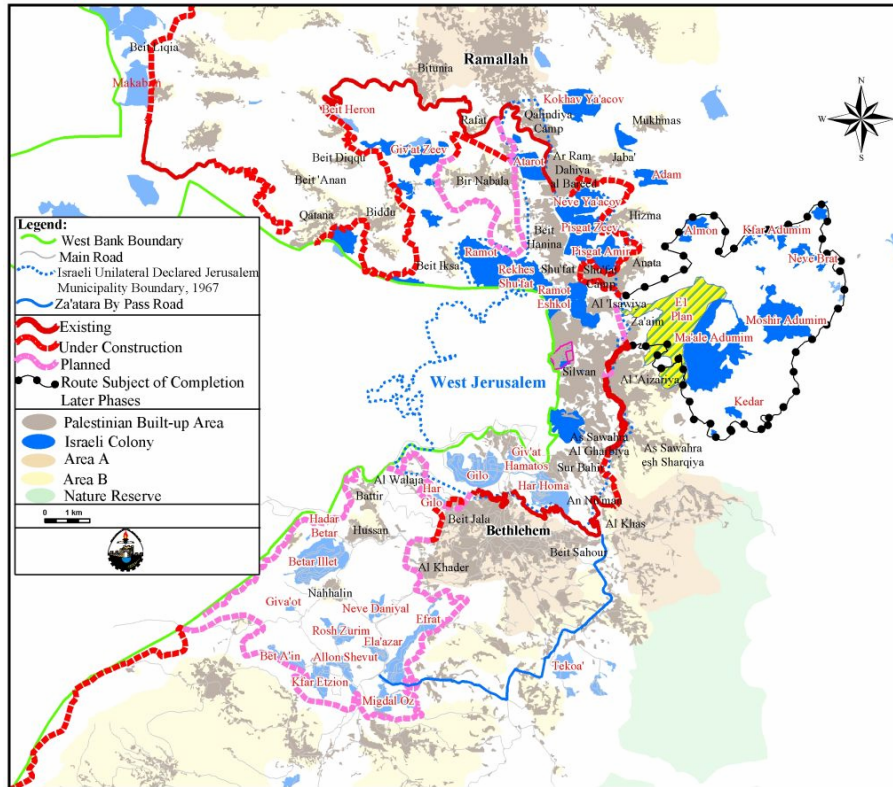 Beit Liqia
Makabim
Ramallah
Bitunia
Kokhav Ya'acov
Beit Heron
Rafat
Qalindiya
Camp
Mukhmas
N
W
E
S
Giv'at Zeev
Atarot
Ar Ram
Dahiya
al Bareed
Jaba'
Adam
Beit Diqqu
Bir Nabala
Beit 'Anan
Neve Ya'acov
Hizma
Qatana
Biddu
Pisgat Zeev
Beit
Hanina
Almon
Kfar Adumim
Ramot
Pisgat Amir
Neve Brat
Beit Iksa
Rekhes
Shu'fat
Shu'fat
Shu'fat
Camp
Anata
Ramot
Eshkol
Al 'Isawiya
E1
Plan
Za'aim
Moshir Adumim
Ma'ale Adumim
West Jerusalem
Silwan
Al 'Aizariya
Kedar
As Sawahra
Al Gharbiya
As Sawahra
esh Sharqiya
Giv'at
Hamatos
Sur Bahir
Al Walaja
Gilo
Har
Gilo
Har Homa
Battir
An Nu'man
Hadar
Betar
Hussan
Beit Jala
Bethlehem
Al Khas
Beit Sahour
Betar Illet
Al Khader
Nahhalin
Giva'ot
Neve Daniyal
Efrat
Rosh Zurim
Ela'azar
Bet A'in
Allon Shevut
Tekoa'
Kfar Etzion
Migdal Oz
Legend:
West Bank Boundary
Main Road
Israeli Unilateral Declared Jerusalem
Municipality Boundary, 1967
Za'atara By Pass Road
Existing
Under Construction
Planned
Route Subject of Completion
Later Phases
Palestinian Built-up Area
Israeli Colony
Area A
Area B
Nature Reserve
0 1 km